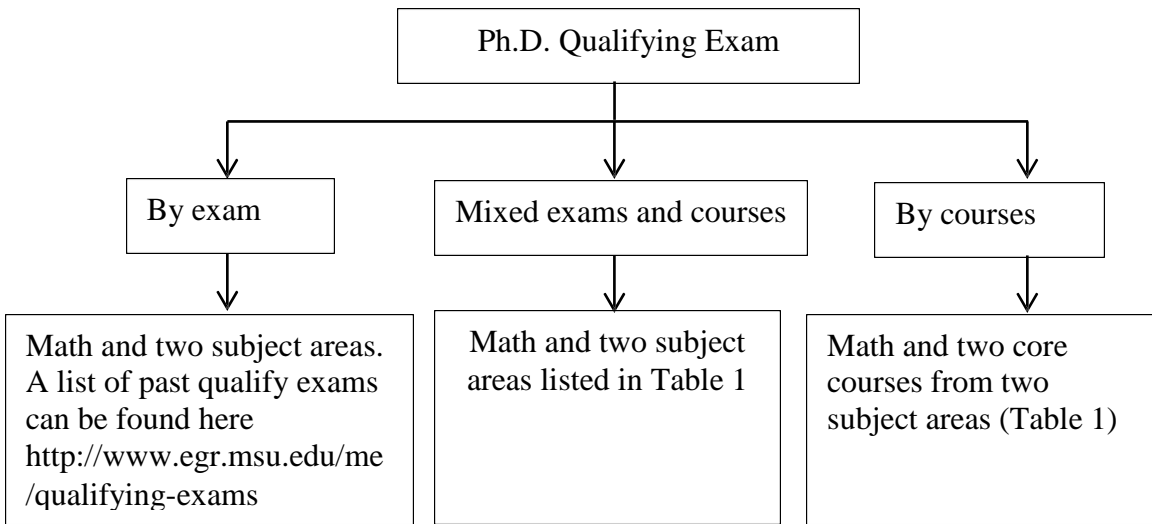 Ph.D. Qualifying Exam
By exam
Mixed exams and courses
By courses
Math and two subject areas.
A list of past qualify exams
can be found here
http://www.egr.msu.edu/me
/qualifying-exams
Math and two subject
areas listed in Table 1
Math and two core
courses from two
subject areas (Table 1)